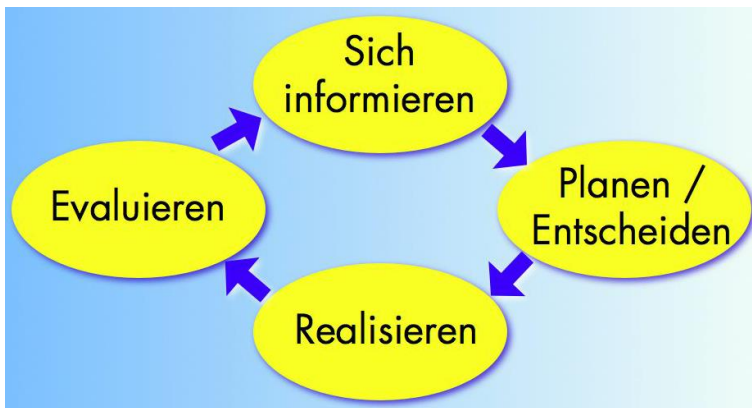 Sich
informieren
Planen /
Entscheiden
Realisieren
Evaluieren